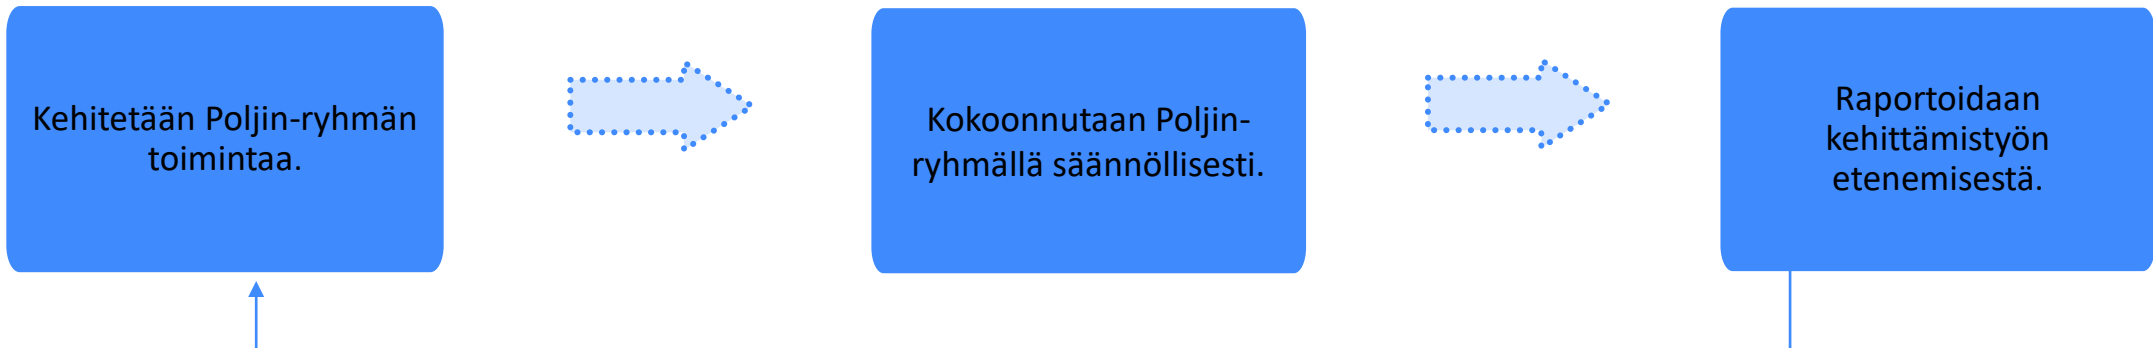 Kehitetään Poljin-ryhmän
toimintaa.
Kokoonnutaan Poljin-
ryhmällä säännöllisesti.
Raportoidaan
kehittämistyön
etenemisestä.